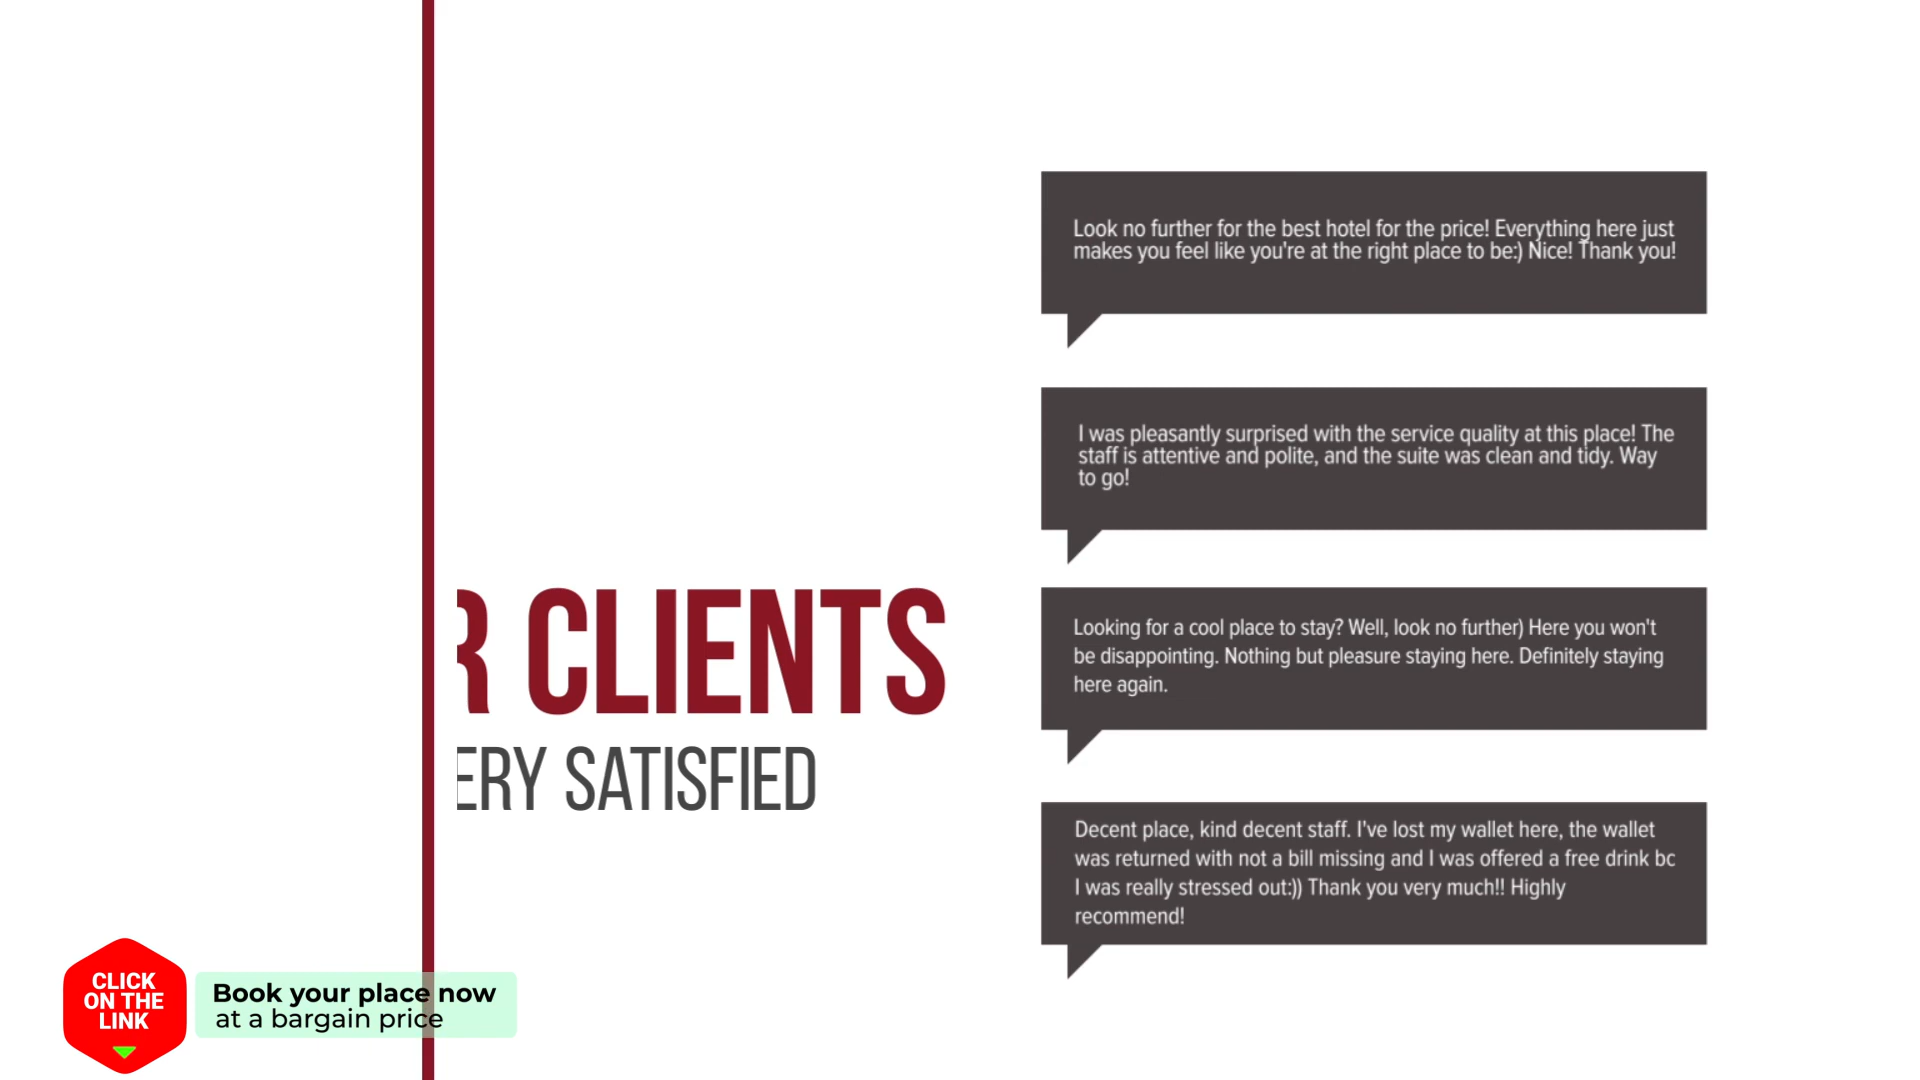 Look no further for the best hotel for the price! Everything here just
makes you feel like you're at the right place to be:) Nice! Thank you!
I was pleasantly surprised with the service quality at this place! The
staff is attentive and polite, and the suite was clean and tidy. Way
to go!
R CLIENTS
ERY SATISFIED
Looking for a cool place to stay? Well, look no further) Here you won't
be disappointing. Nothing but pleasure staying here. Definitely staying
here again.
Decent place, kind decent staff. I've lost my wallet here, the wallet
was returned with not a bill missing and I was offered a free drink bc
I was really stressed out:)) Thank you very much!! Highly
recommend!
CLICK
ON THE
LINK
Book your place now
at a bargain price